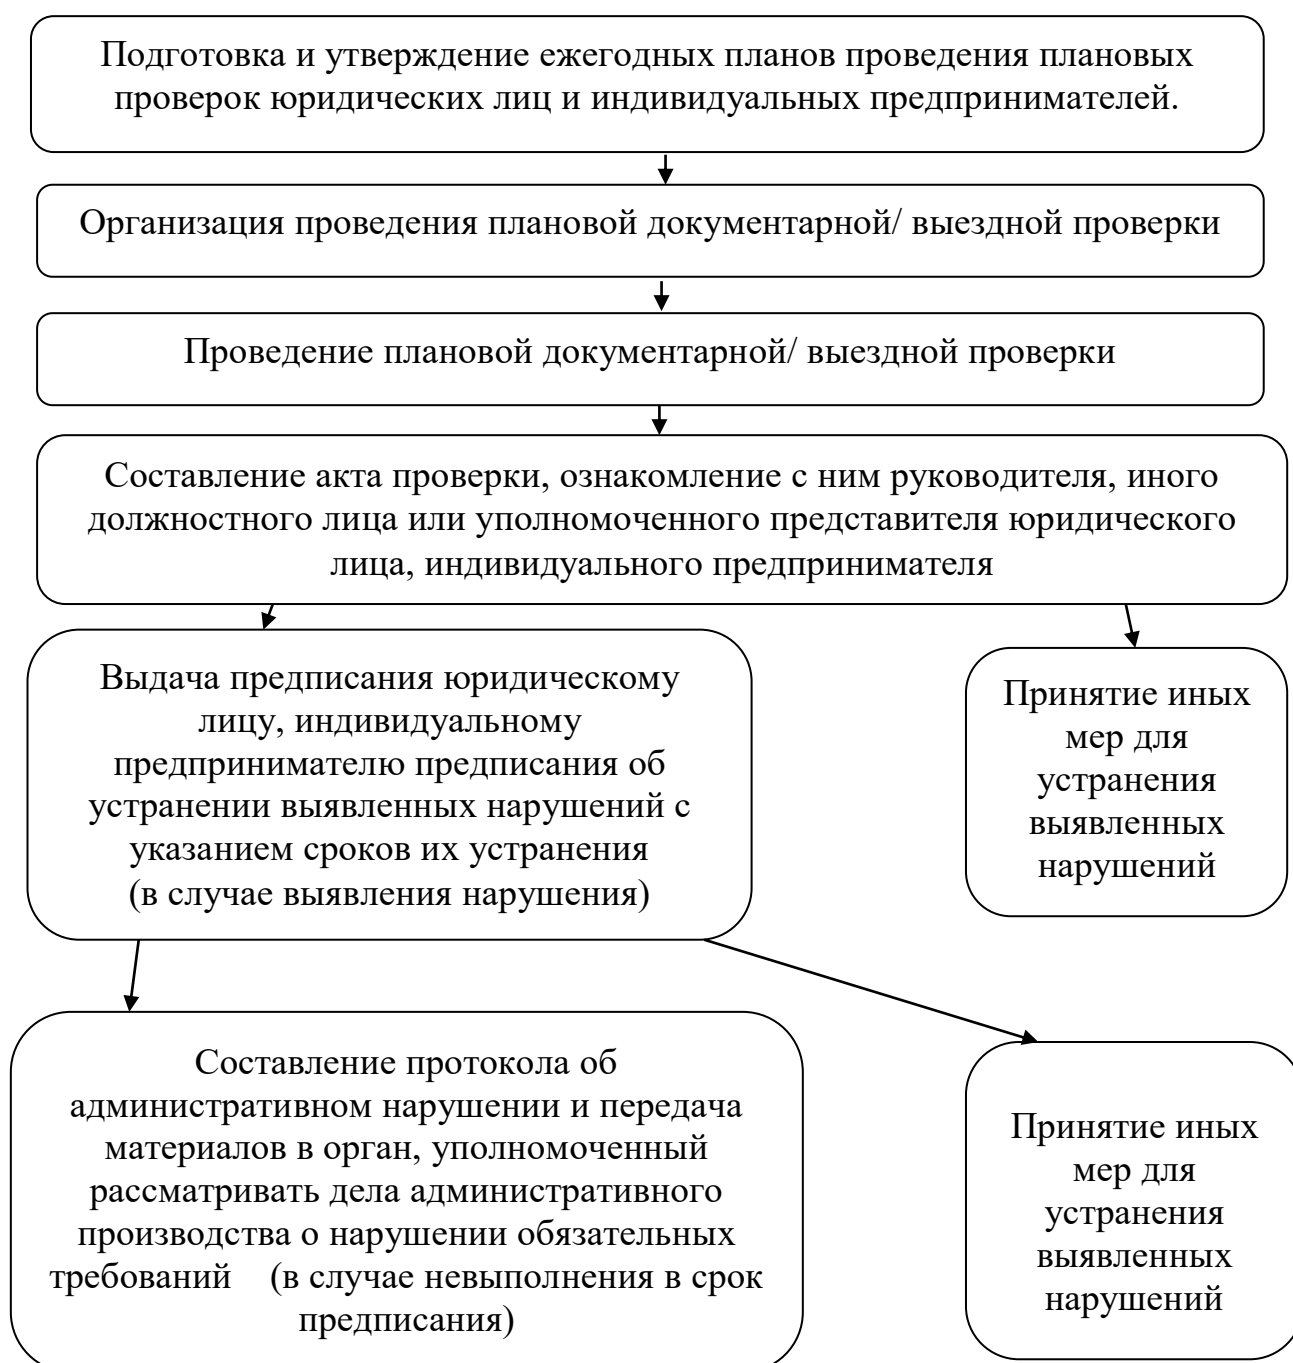 Подготовка и утверждение ежегодных планов проведения плановых
проверок юридических лиц и индивидуальных предпринимателей.
Организация проведения плановой документарной/ выездной проверки
Проведение плановой документарной/ выездной проверки
Составление акта проверки, ознакомление с ним руководителя, иного
должностного лица или уполномоченного представителя юридического
лица, индивидуального предпринимателя
Выдача предписания юридическому
лицу, индивидуальному
предпринимателю предписания об
устранении выявленных нарушений с
указанием сроков их устранения
(в случае выявления нарушения)
Принятие иных
мер для
устранения
выявленных
нарушений
Составление протокола об
административном нарушении и передача
материалов в орган, уполномоченный
рассматривать дела административного
производства о нарушении обязательных
требований (в случае невыполнения в срок
предписания)
Принятие иных
мер для
устранения
выявленных
нарушений